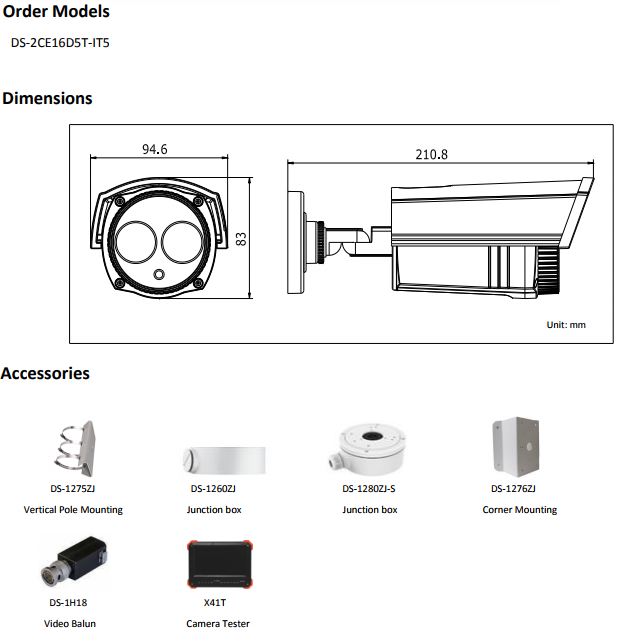 Order Models
DS-2CE16D5T-IT5
Dimensions
94.6
210.8
83
Unit: mm
Accessories
DS-1275ZJ
DS-1260ZJ
DS-1280ZJ-S
DS-1276ZJ
Vertical Pole Mounting
Junction box
Junction box
Corner Mounting
DS-1H18
X41T
Video Balun
Camera Tester